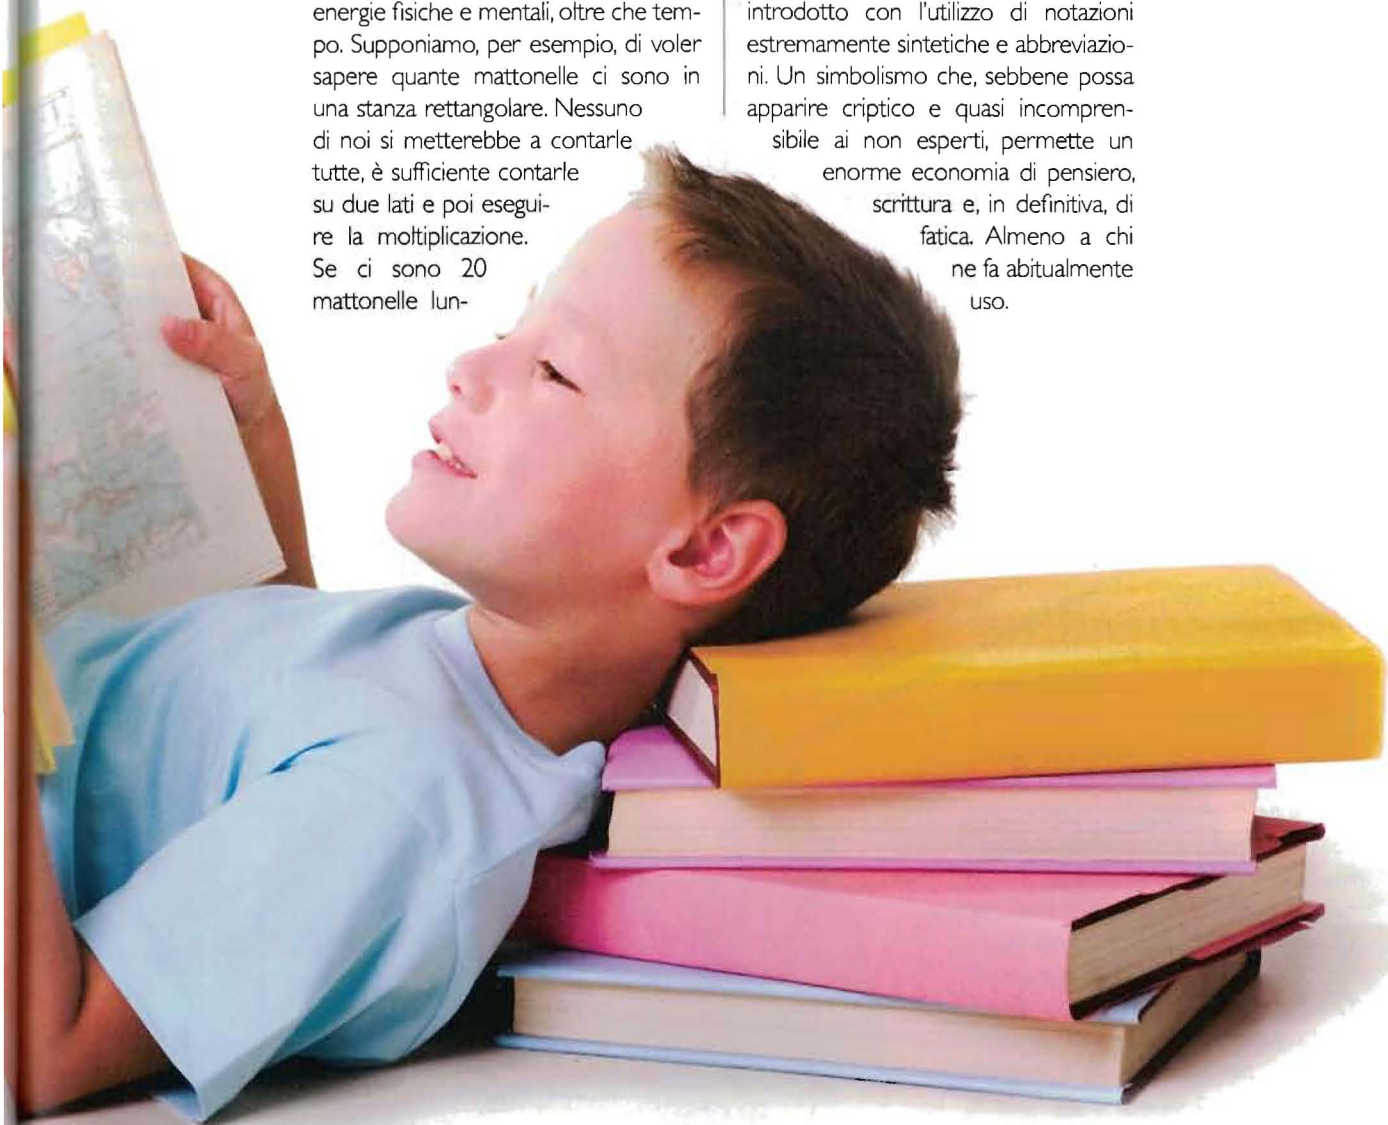 energie fisiche e mentali, oltre che tem-
po. Supponiamo, per esempio, di voler
sapere quante mattonelle ci sono in
una stanza rettangolare. Nessuno
di noi si metterebbe a contarle
tutte, è sufficiente contarle
su due lati e poi esegui-
re la moltiplicazione.
Se ci sono 20
mattonelle lun-
introdotto con l'utilizzo di notazioni
estremamente sintetiche e abbreviazio-
ni. Un simbolismo che, sebbene possa
apparire criptico e quasi incompren-
sibile ai non esperti, permette un
enorme economia di pensiero,
scrittura e, in definitiva, di
fatica. Almeno a chi
ne fa abitualmente
uso.